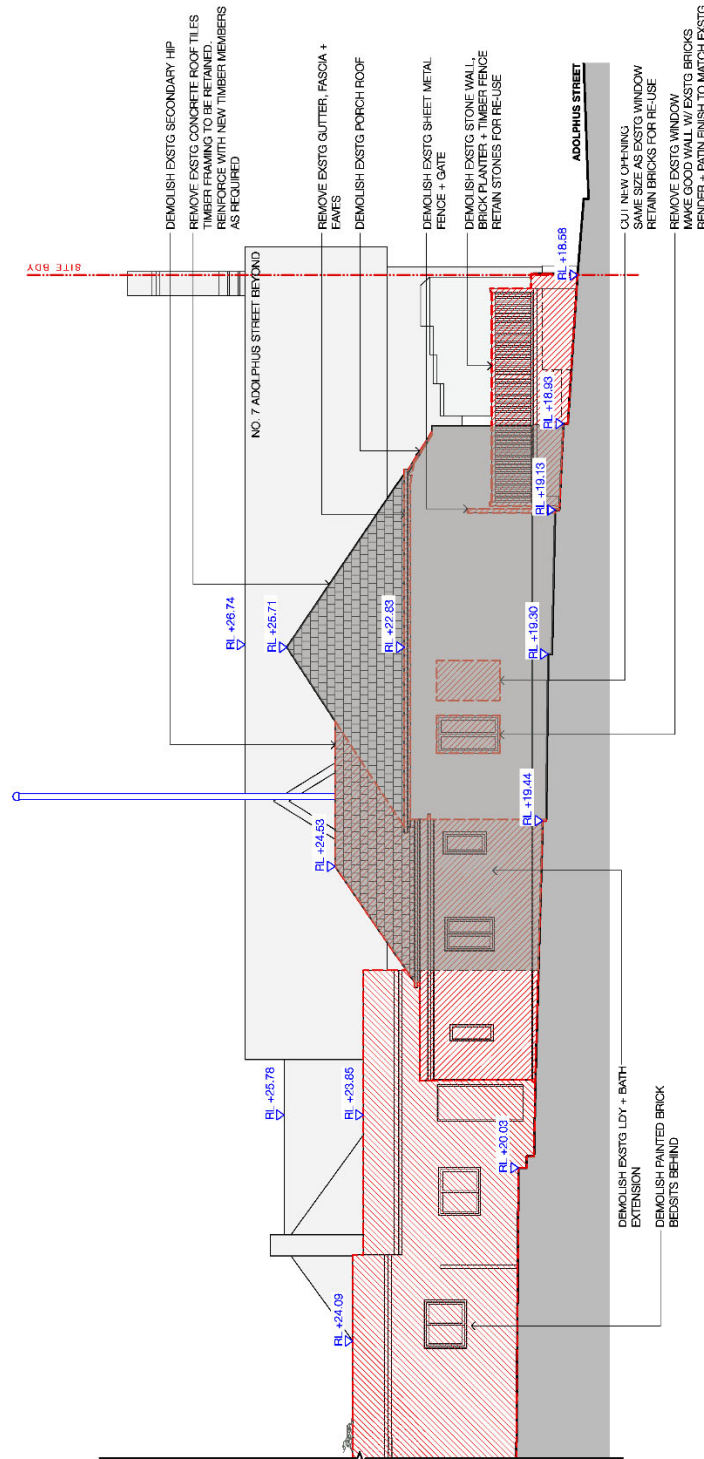 DEMOLISH EXSTG SECONDARY HIP
REMOVE EXSTG CONCRETE ROOF TILES
TIMBER FRAMING TO BE RETAINED.
REINFORCE WITH NEW TIMBER MEMBERS
AS REQUIRED
REMOVE EXSTG GUTTER, FASCIA +
EAVES
DEMOLISH EXSTG PORCH ROOF
DEMOLISH EXSTG SHEET METAL
FENCE + GATE
DEMOLISH EXSTG STONE WALL,
BRICK PLANTER + TIMBER FENCE
RETAIN STONES FOR RE-USE
ADOLPHUS STREET
CUT NEW OPENING
SAME SIZE AS EXSTG WINDOW
RETAIN BRICKS FOR RE-USE
REMOVE EXSTG WINDOW
MAKE GOOD WALL W/ EXSTG BRICKS
RENDER + PATIN FINISH TO MATCH EXSTG
SITE BDY
NO. 7 ADOLPHUS STREET BEYOND
RL +18.58
RL +18.93
RL +19.13
RL +26.74
RL +25.71
RL +22.83
RL +19.30
RL +24.53
RL +19.44
RL +25.78
RL +23.85
RL +20.03
RL +24.09
DEMOLISH EXSTG LDY + BATH
EXTENSION
DEMOLISH PAINTED BRICK
BEDSITS BEHIND